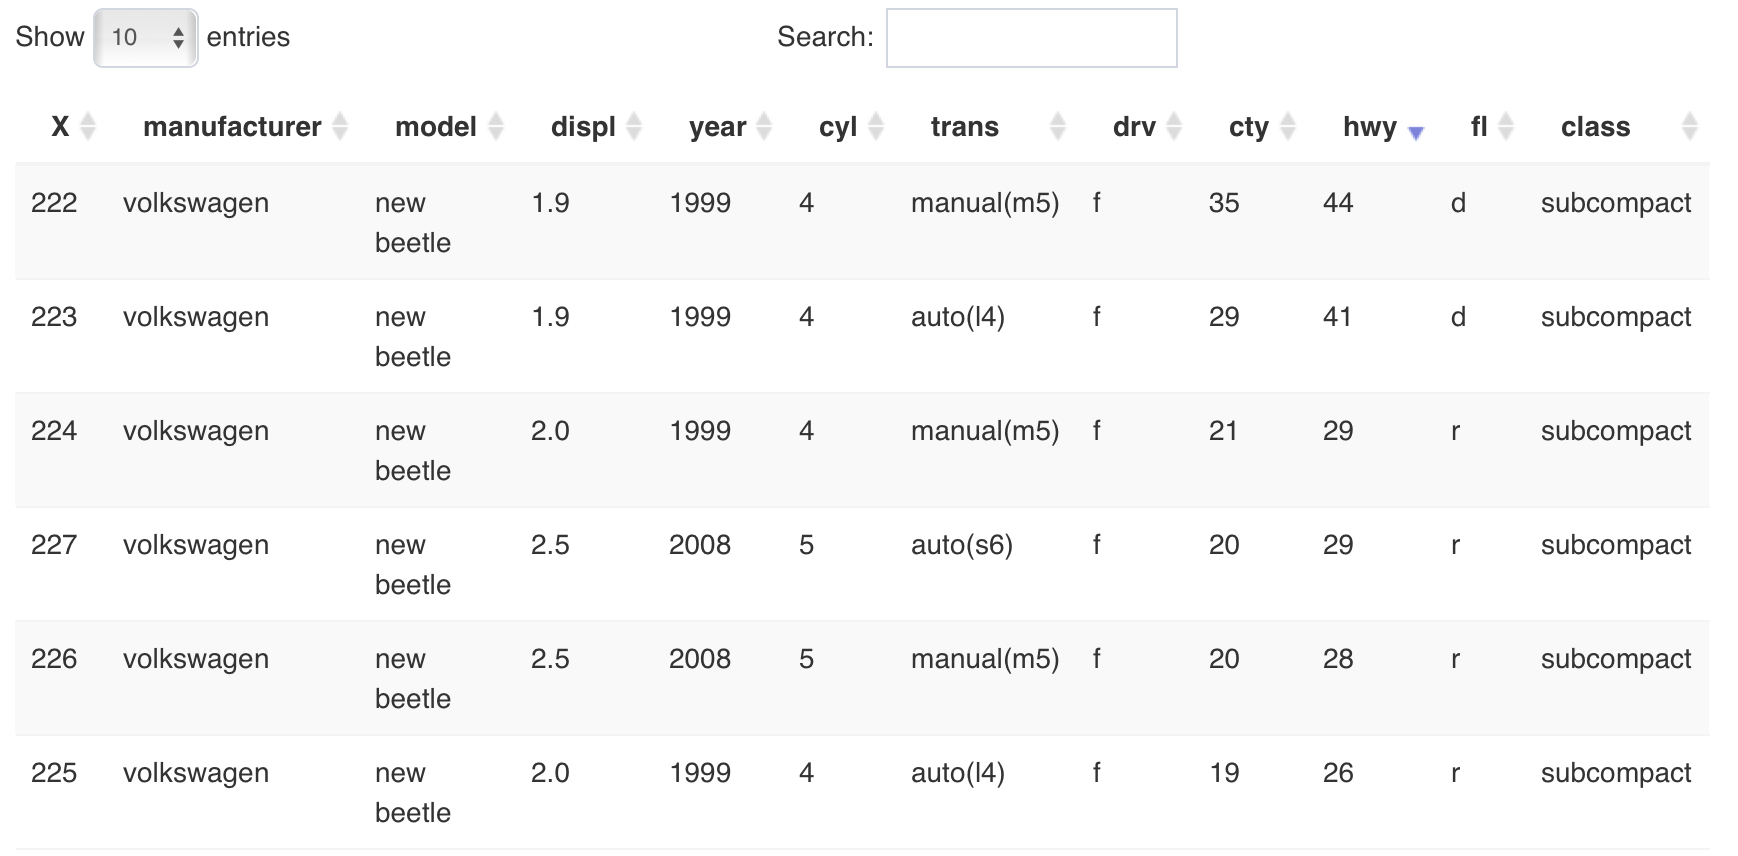 Show 10 entries Search:
X manufacturer model displ year cyl trans drv cty hwy fl class
222 volkswagen new beetle 1.9 1999 4 manual(m5) f 35 44 d subcompact
223 volkswagen new beetle 1.9 1999 4 auto(l4) f 29 41 d subcompact
224 volkswagen new beetle 2.0 1999 4 manual(m5) f 21 29 r subcompact
227 volkswagen new beetle 2.5 2008 5 auto(s6) f 20 29 r subcompact
226 volkswagen new beetle 2.5 2008 5 manual(m5) f 20 28 r subcompact
225 volkswagen new beetle 2.0 1999 4 auto(l4) f 19 26 r subcompact